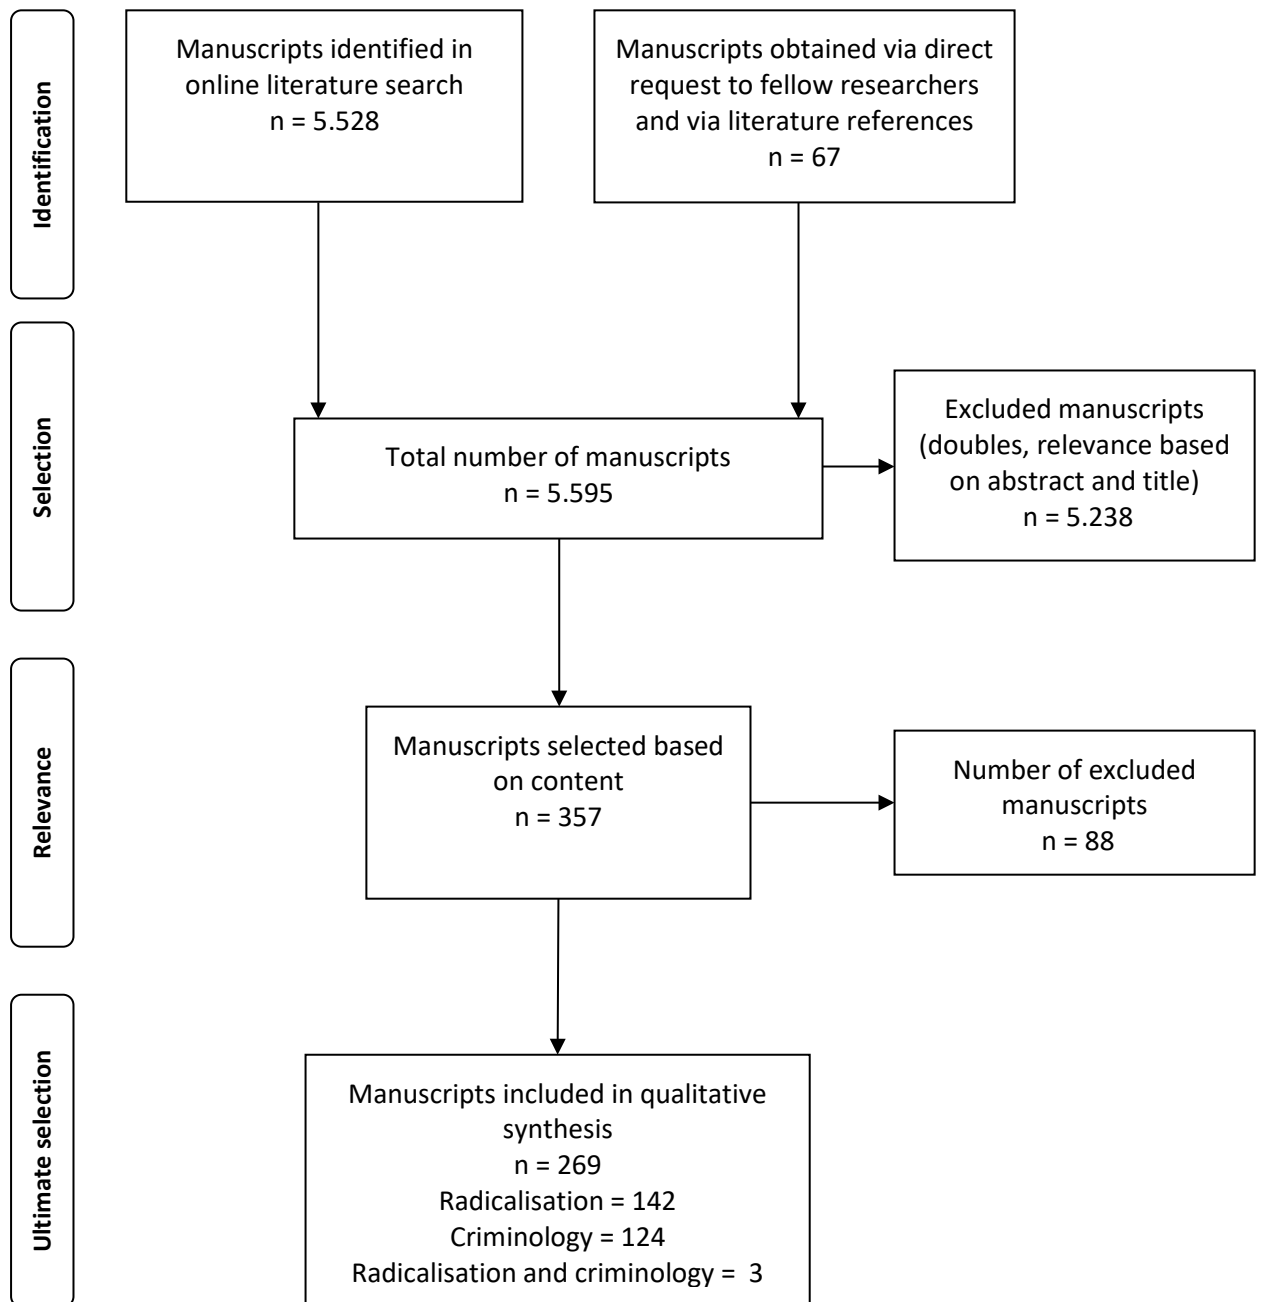 Identification
Manuscripts identified in
online literature search
n = 5.528
Manuscripts obtained via direct
request to fellow researchers
and via literature references
n = 67
Selection
Total number of manuscripts
n = 5.595
Excluded manuscripts
(doubles, relevance based
on abstract and title)
n = 5.238
Relevance
Manuscripts selected based
on content
n = 357
Number of excluded
manuscripts
n = 88
Ultimate selection
Manuscripts included in qualitative
synthesis
n = 269
Radicalisation = 142
Criminology = 124
Radicalisation and criminology =  3